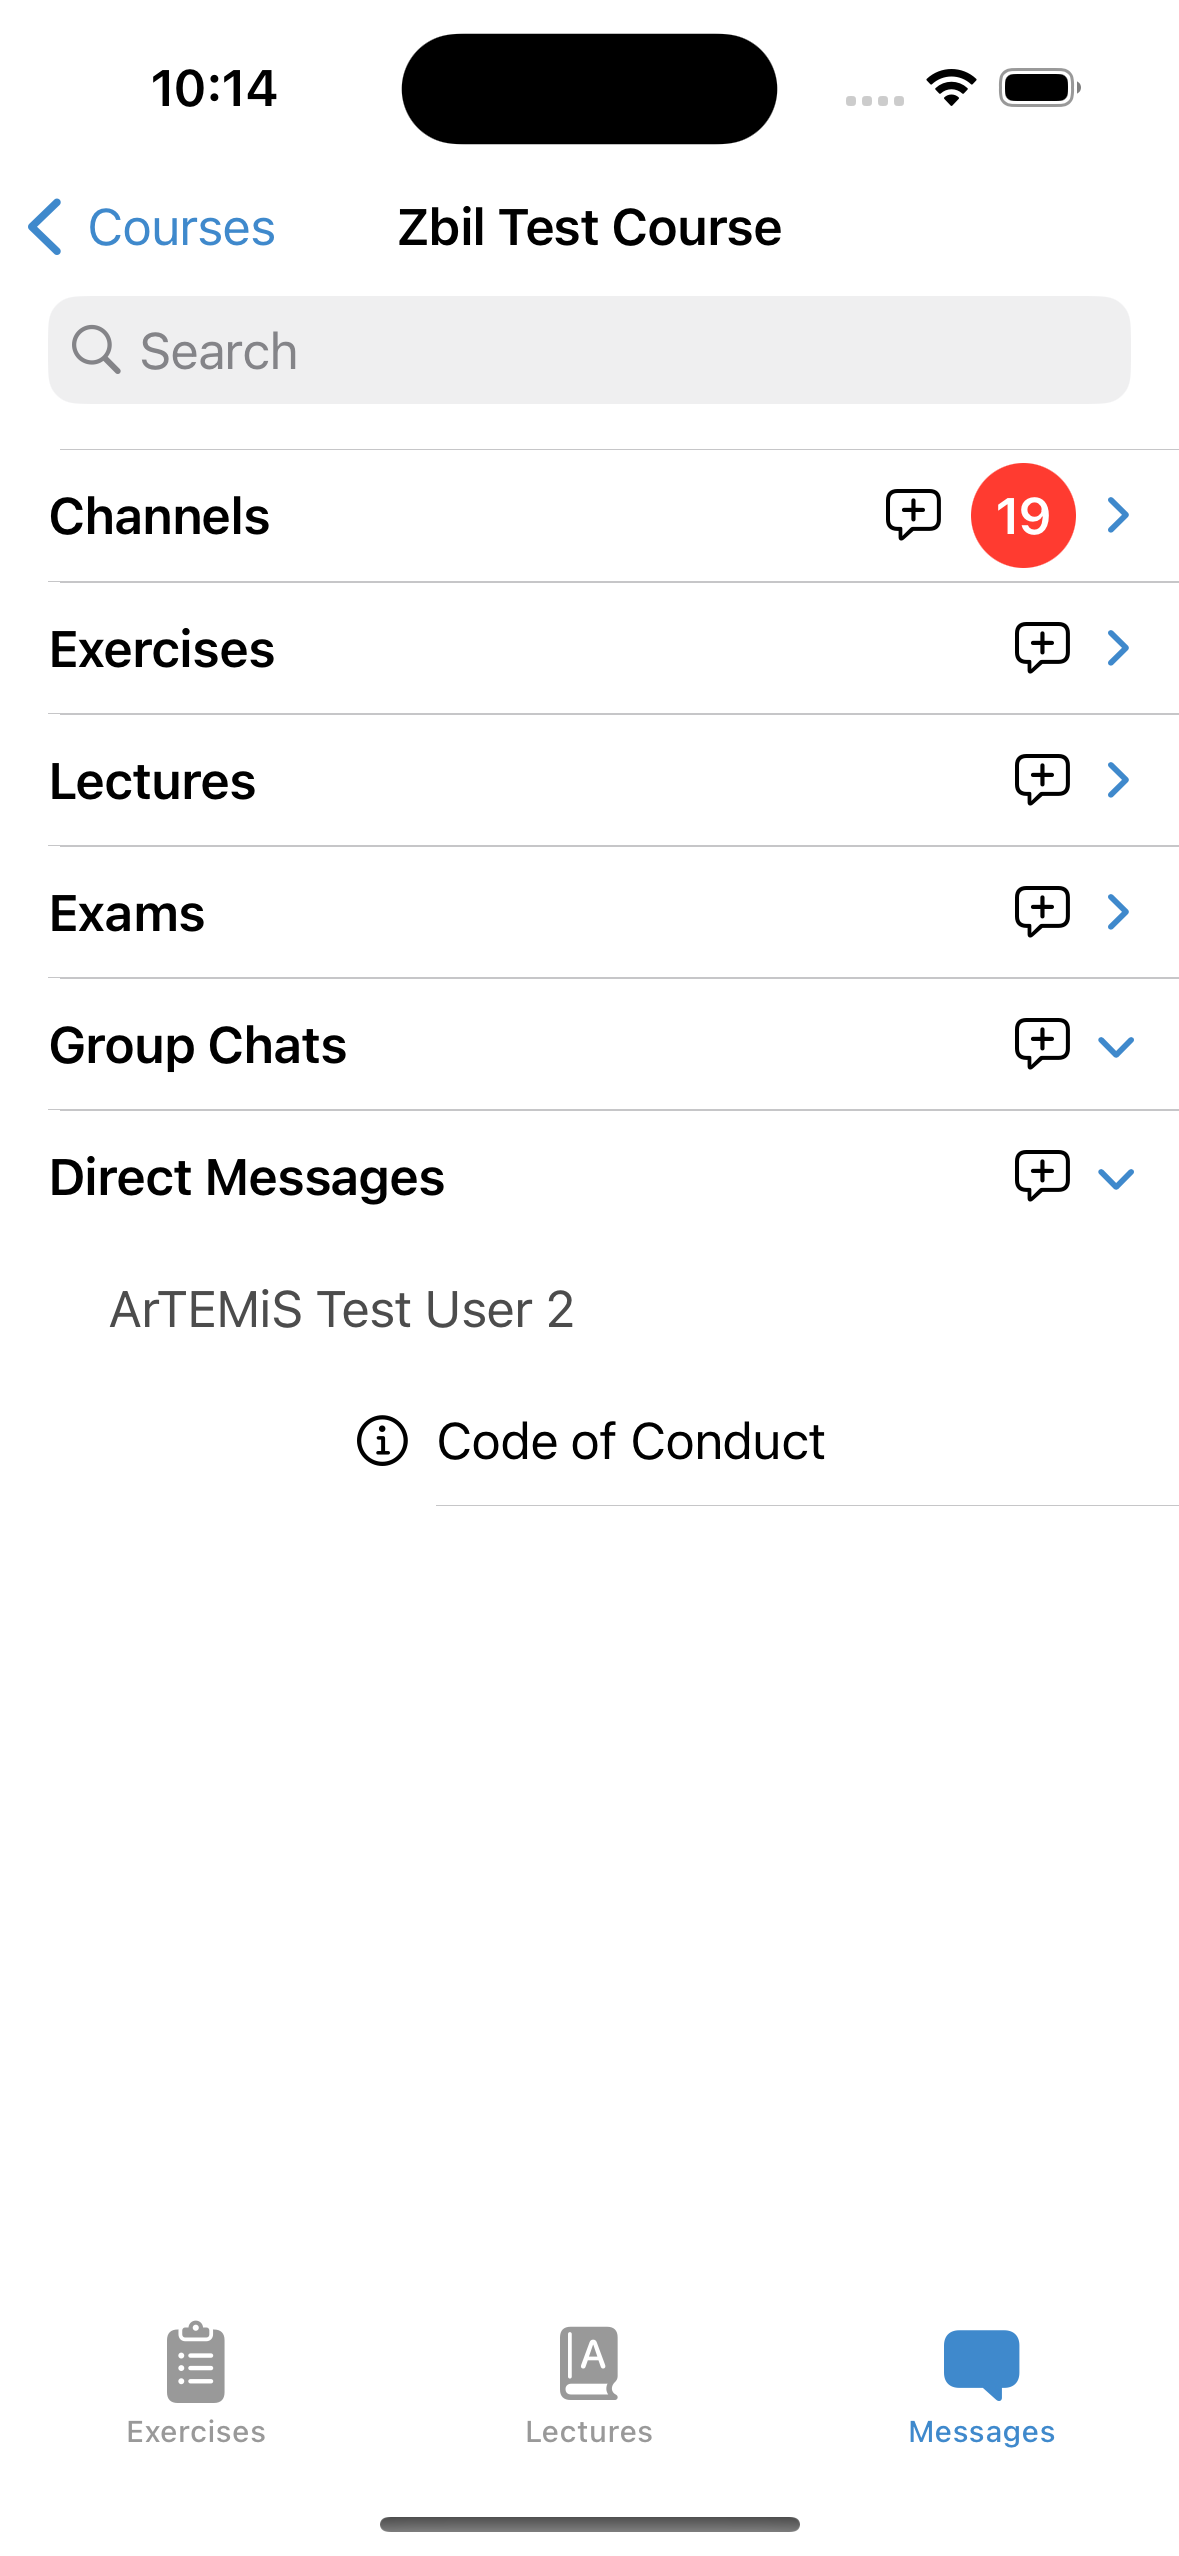 10:14
Courses
Zbil Test Course
Search
Channels
19
Exercises
Lectures
Exams
Group Chats
Direct Messages
ArTEMiS Test User 2
Code of Conduct
A
Exercises
Lectures
Messages